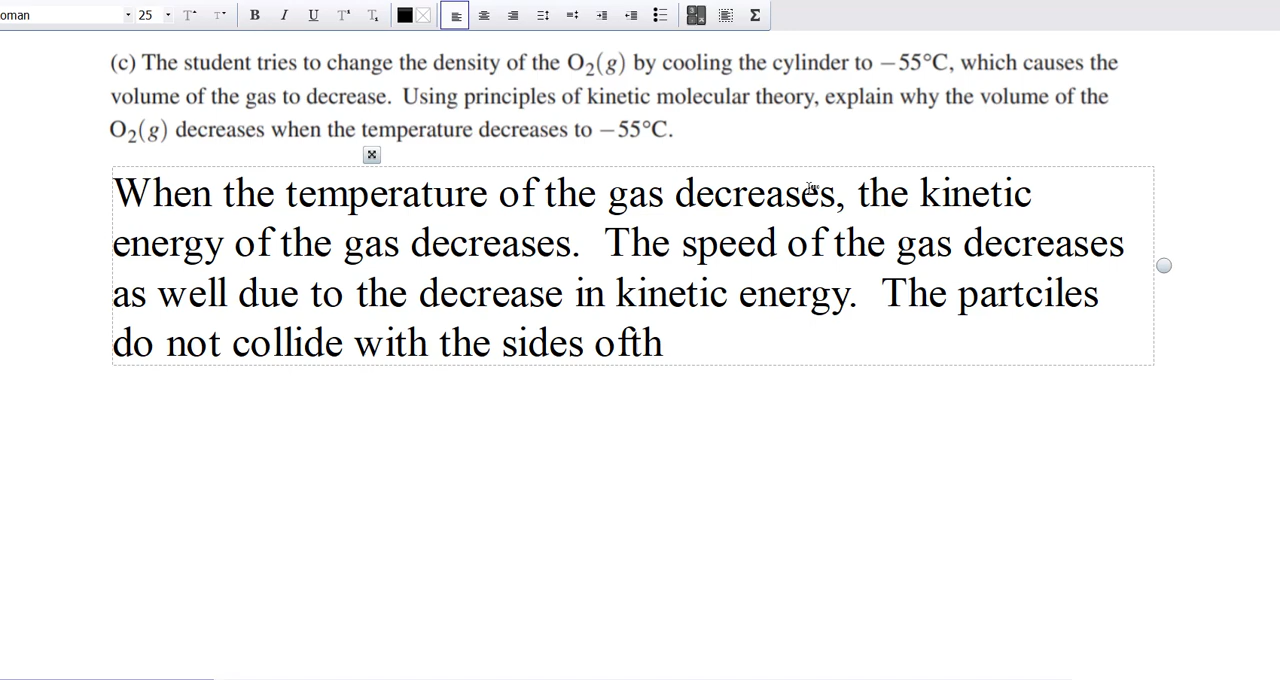 oman 25 B I U T T Σ
(c) The student tries to change the density of the O₂(g) by cooling the cylinder to −55°C, which causes the
volume of the gas to decrease. Using principles of kinetic molecular theory, explain why the volume of the
O₂(g) decreases when the temperature decreases to −55°C.
When the temperature of the gas decreases, the kinetic
energy of the gas decreases. The speed of the gas decreases
as well due to the decrease in kinetic energy. The partciles
do not collide with the sides ofth